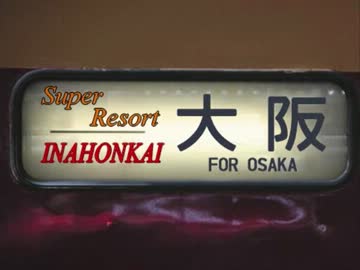 Super
Resort
INAHONKAI
大阪
FOR OSAKA